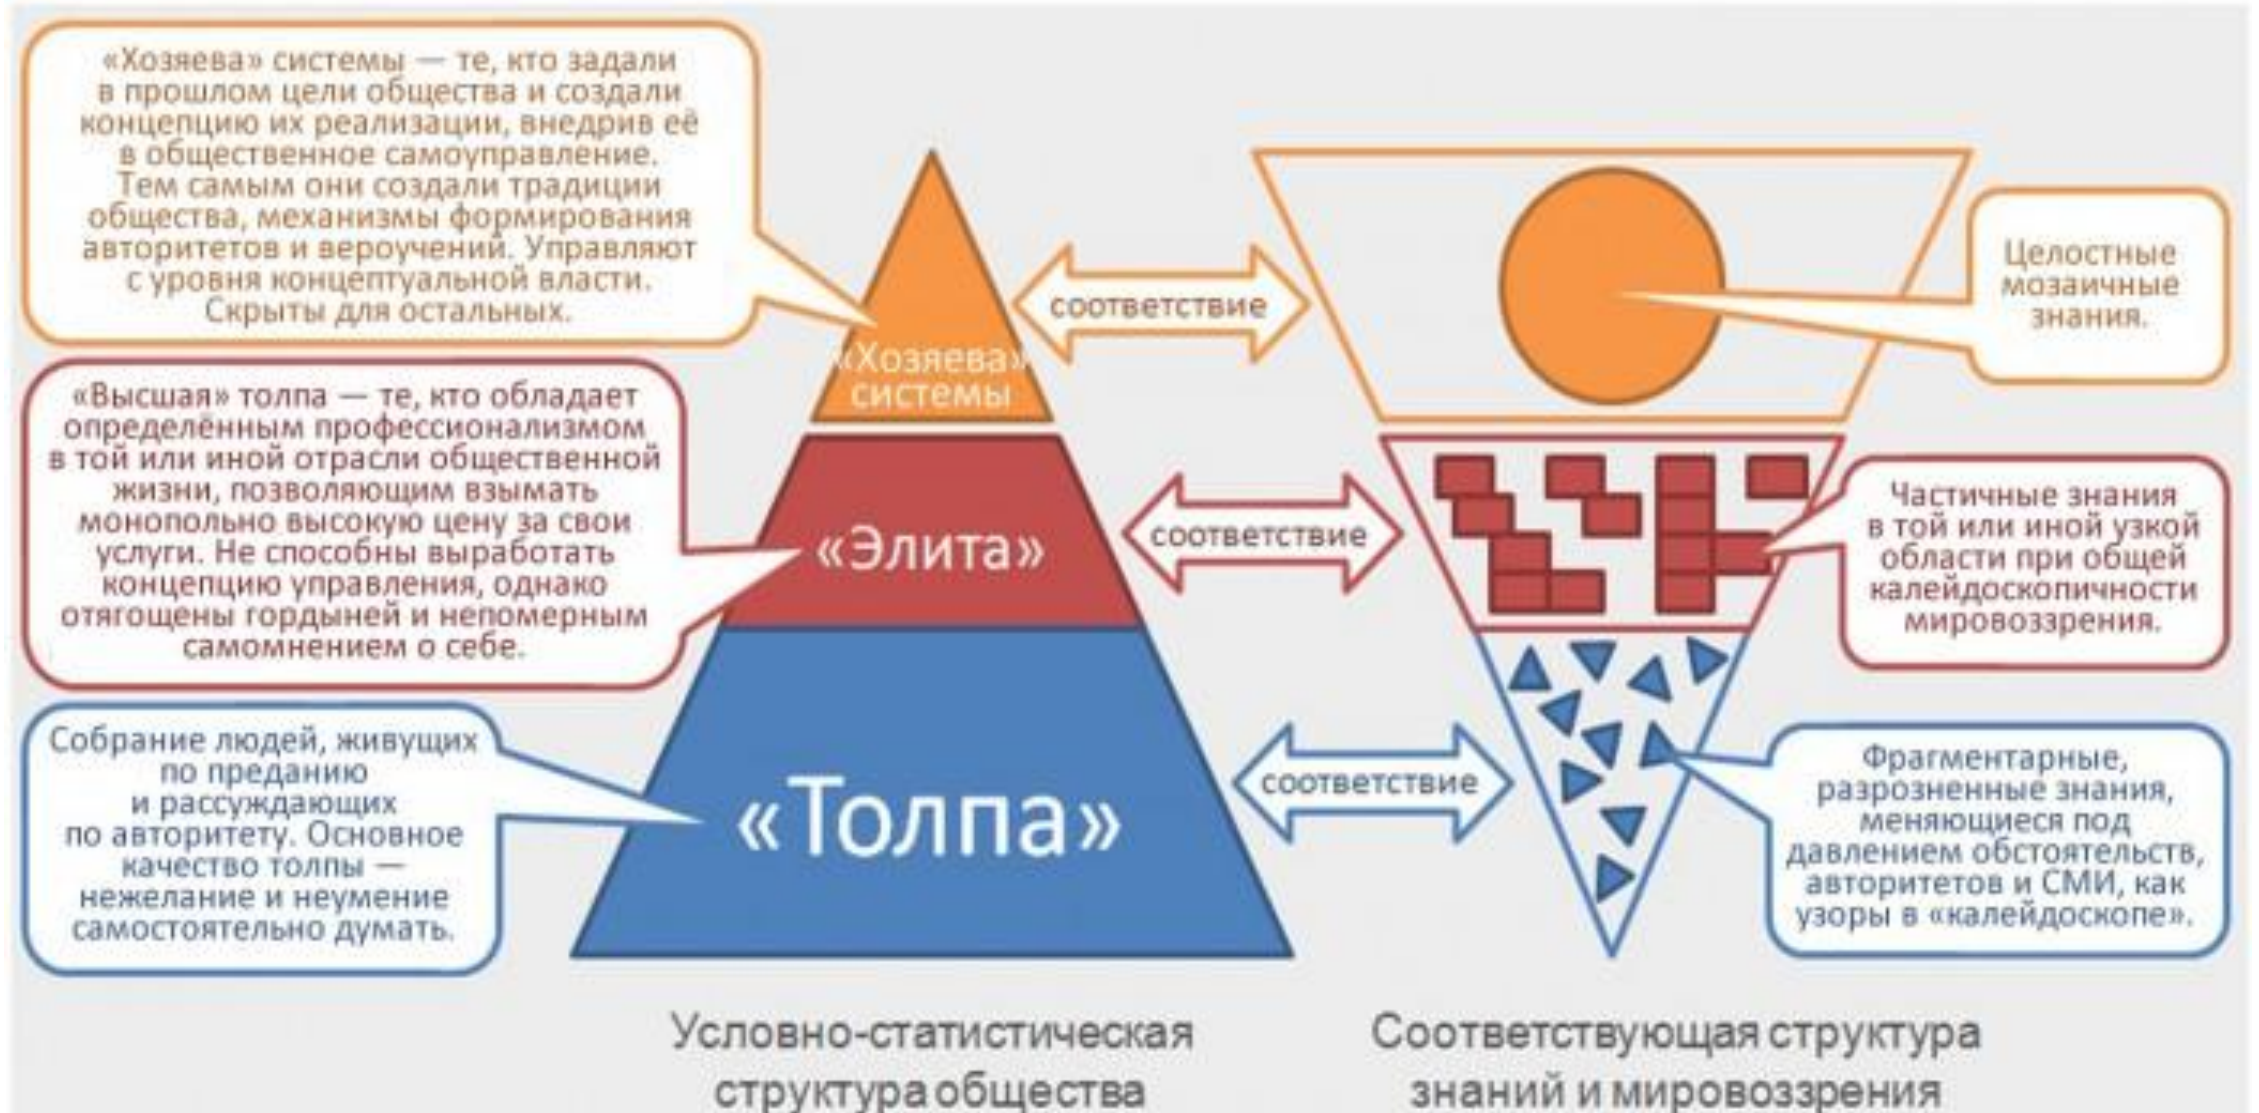 «Хозяева» системы — те, кто задали
в прошлом цели общества и создали
концепцию их реализации, внедрив её
в общественное самоуправление.
Тем самым они создали традиции
общества, механизмы формирования
авторитетов и вероучений. Управляют
с уровня концептуальной власти.
Скрыты для остальных.
«Хозяева»
системы
соответствие
Целостные
мозаичные
знания.
«Высшая» толпа — те, кто обладает
определённым профессионализмом
в той или иной отрасли общественной
жизни, позволяющим взымать
монопольно высокую цену за свои
услуги. Не способны выработать
концепцию управления, однако
отягощены гордыней и непомерным
самомнением о себе.
«Элита»
соответствие
Частичные знания
в той или иной узкой
области при общей
калейдоскопичности
мировоззрения.
Собрание людей, живущих
по преданию
и рассуждающих
по авторитету. Основное
качество толпы —
нежелание и неумение
самостоятельно думать.
«Толпа»
соответствие
Фрагментарные,
разрозненные знания,
меняющиеся под
давлением обстоятельств,
авторитетов и СМИ, как
узоры в «калейдоскопе».
Условно-статистическая
структура общества
Соответствующая структура
знаний и мировоззрения